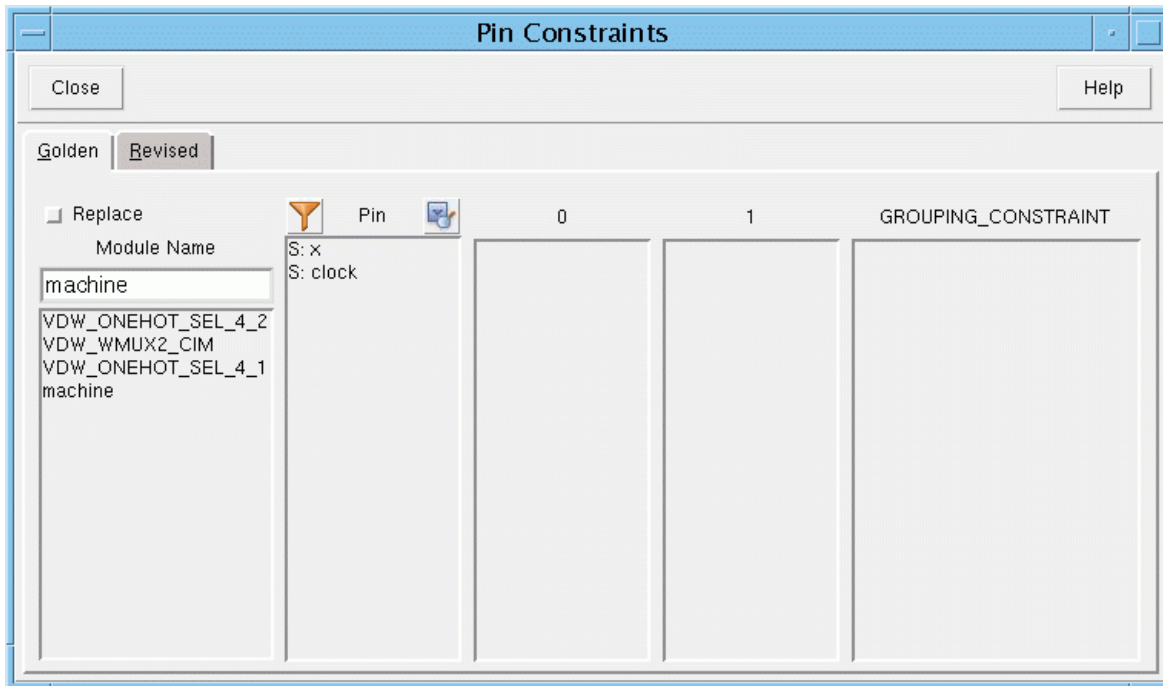 Pin Constraints
Close
Help
Golden
Revised
Replace
Module Name
machine
VDW_ONEHOT_SEL_4_2
VDW_WMUX2_CIM
VDW_ONEHOT_SEL_4_1
machine
Pin
S: x
S: clock
0
1
GROUPING_CONSTRAINT